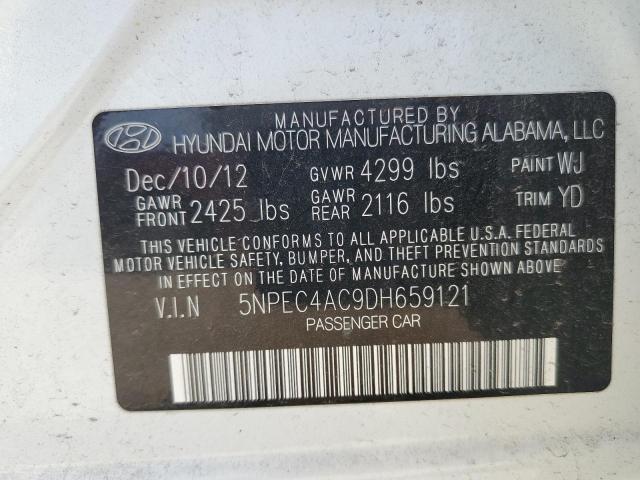 MANUFACTURED BY
HYUNDAI MOTOR MANUFACTURING ALABAMA, LLC
Dec/10/12 GVWR 4299 lbs PAINT WJ
GAWR FRONT 2425 lbs GAWR REAR 2116 lbs TRIM YD
THIS VEHICLE CONFORMS TO ALL APPLICABLE U.S.A. FEDERAL
MOTOR VEHICLE SAFETY, BUMPER, AND THEFT PREVENTION STANDARDS
IN EFFECT ON THE DATE OF MANUFACTURE SHOWN ABOVE.
V.I.N 5NPEC4AC9DH659121
PASSENGER CAR